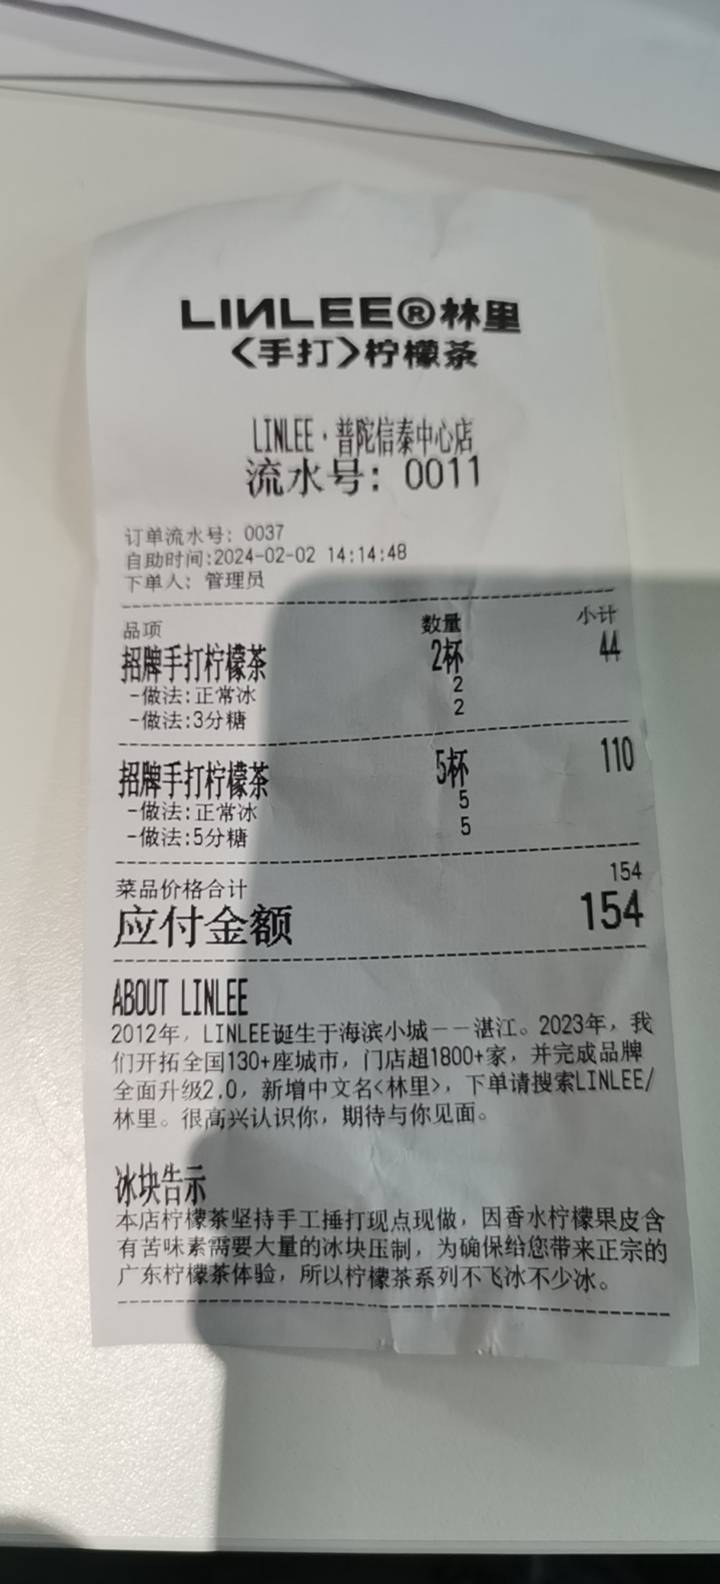 LINLEE®林里
<手打>柠檬茶
LINLEE·普陀信泰中心店
流水号: 0011
订单流水号: 0037
自助时间:2024-02-02 14:14:48
下单人: 管理员
品项 数量 小计
招牌手打柠檬茶 2杯 44
-做法:正常冰 2
-做法:3分糖 2
招牌手打柠檬茶 5杯 110
-做法:正常冰 5
-做法:5分糖 5
菜品价格合计 154
应付金额 154
ABOUT LINLEE
2012年，LINLEE诞生于海滨小城——湛江。2023年，我
们开拓全国130+座城市，门店超1800+家，并完成品牌
全面升级2.0，新增中文名<林里>，下单请搜索LINLEE/
林里。很高兴认识你，期待与你见面。
冰块告示
本店柠檬茶坚持手工捶打现点现做，因香水柠檬果皮含
有苦味素需要大量的冰块压制，为确保给您带来正宗的
广东柠檬茶体验，所以柠檬茶系列不飞冰不少冰。